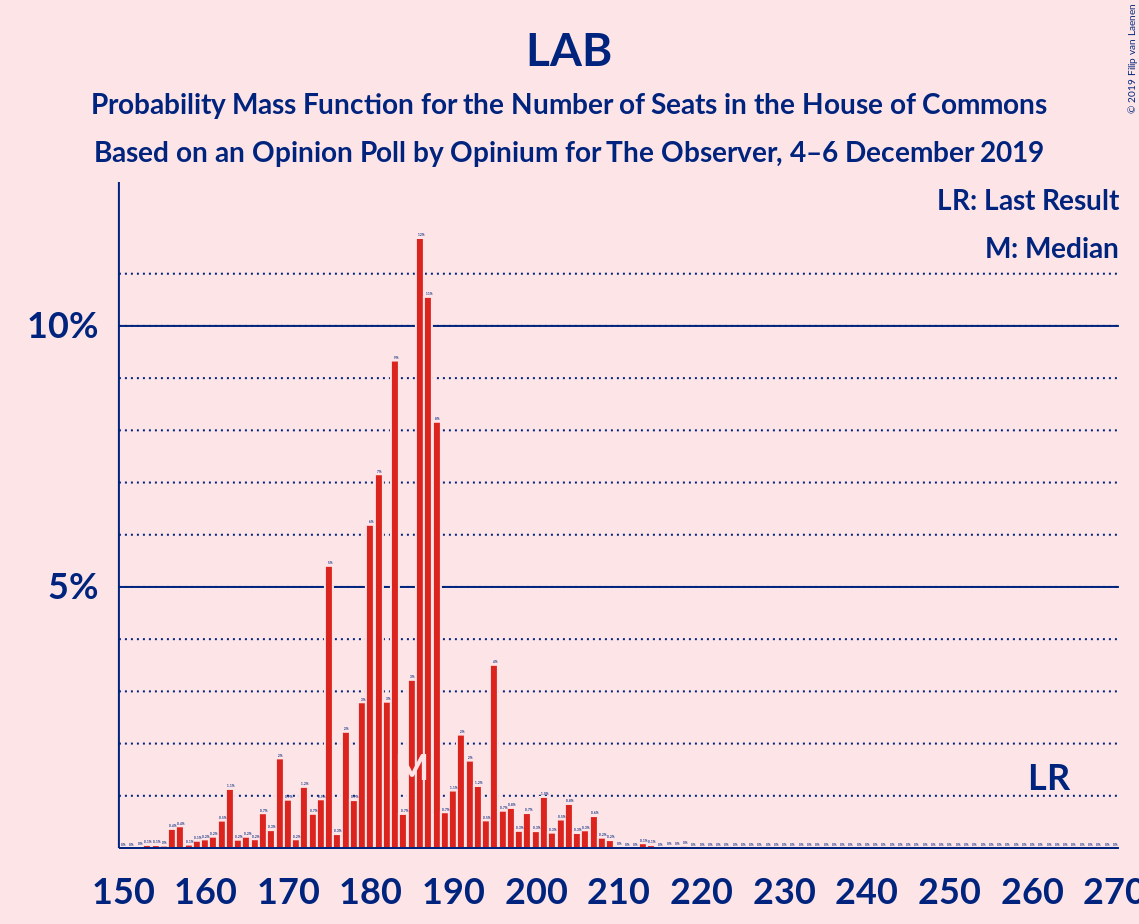 LAB
Probability Mass Function for the Number of Seats in the House of Commons
Based on an Opinion Poll by Opinium for The Observer, 4–6 December 2019
© 2019 Filip van Laenen
LR: Last Result
M: Median
10%
5%
M
LR
150 160 170 180 190 200 210 220 230 240 250 260 270